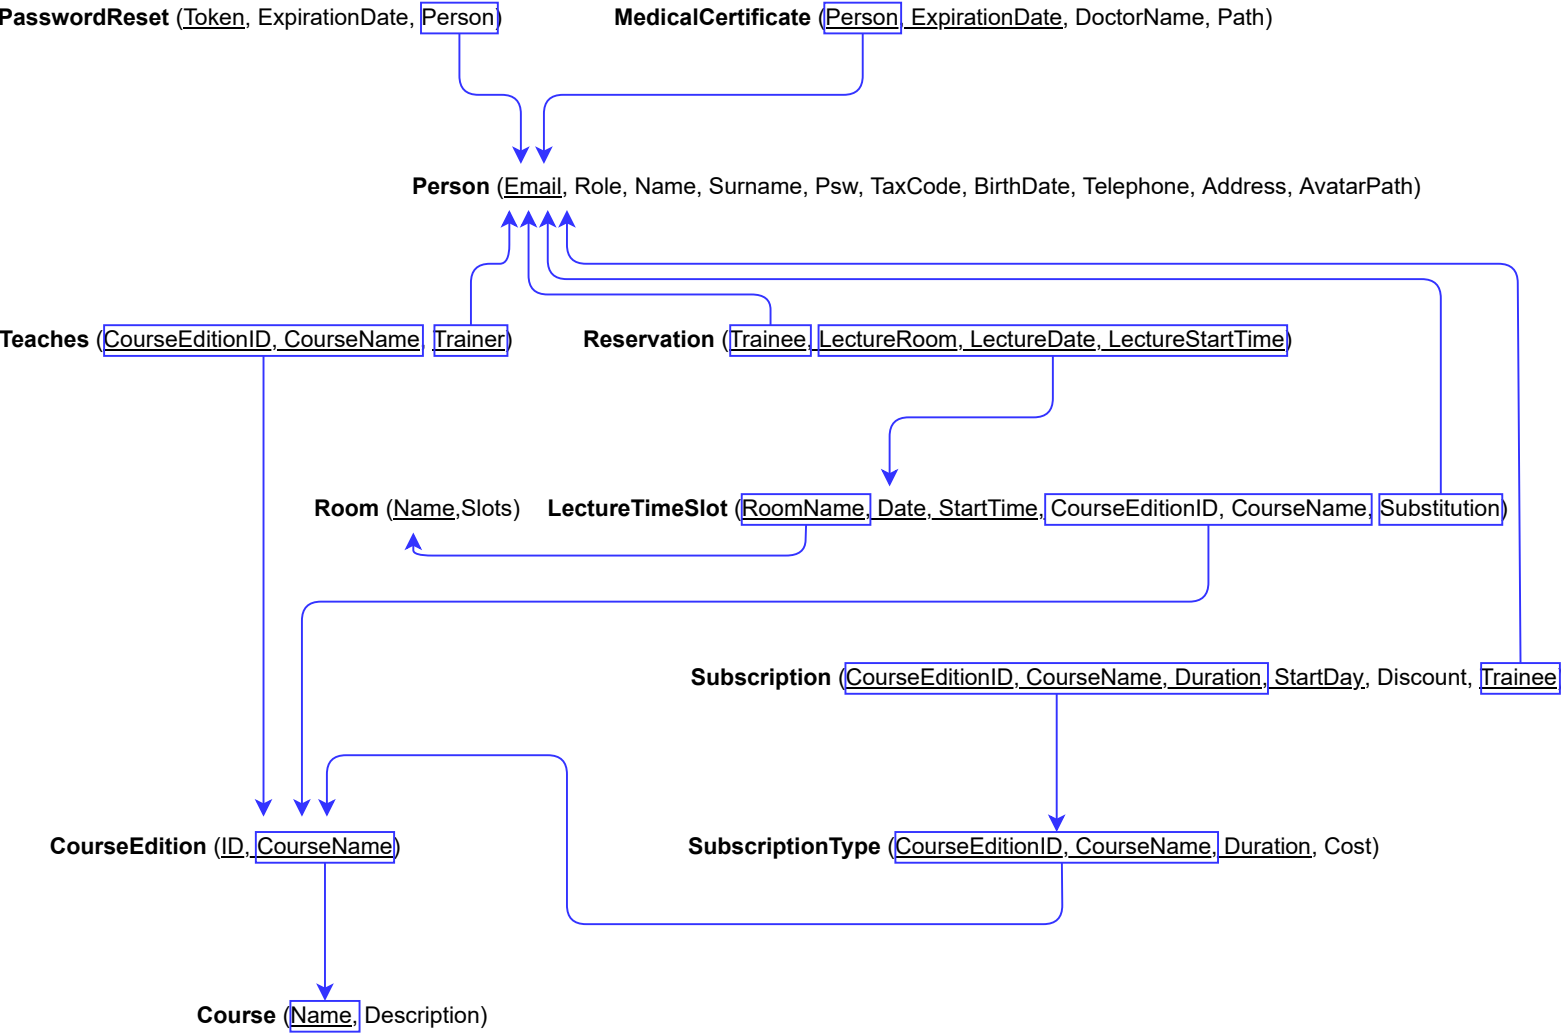 PasswordReset (Token, ExpirationDate, Person)
MedicalCertificate (Person, ExpirationDate, DoctorName, Path)
Person (Email, Role, Name, Surname, Psw, TaxCode, BirthDate, Telephone, Address, AvatarPath)
Teaches (CourseEditionID, CourseName, Trainer)
Reservation (Trainee, LectureRoom, LectureDate, LectureStartTime)
Room (Name,Slots)
LectureTimeSlot (RoomName, Date, StartTime, CourseEditionID, CourseName, Substitution)
Subscription (CourseEditionID, CourseName, Duration, StartDay, Discount, Trainee
CourseEdition (ID, CourseName)
SubscriptionType (CourseEditionID, CourseName, Duration, Cost)
Course (Name, Description)